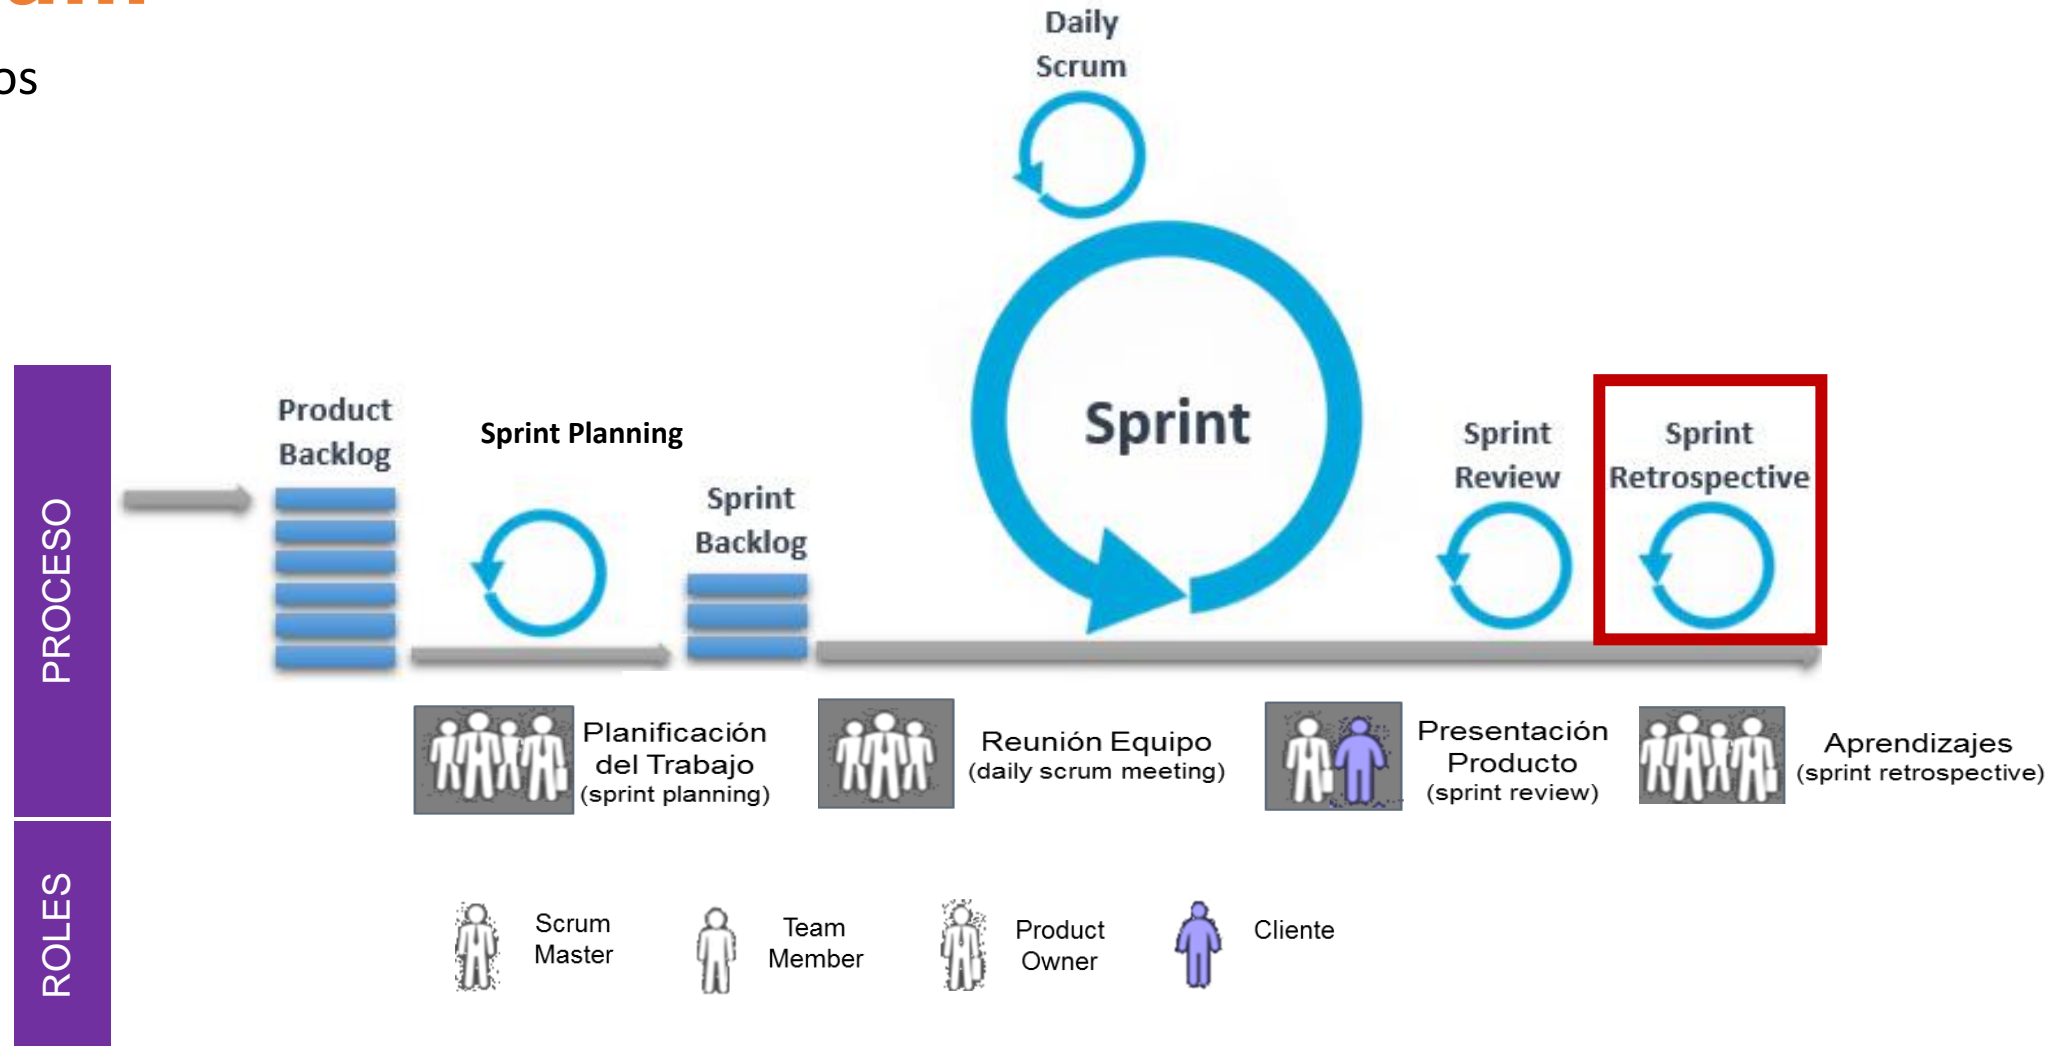 Daily
Scrum
Sprint
Product
Backlog
Sprint Planning
Sprint
Backlog
Sprint
Review
Sprint
Retrospective
PROCESO
Planificación
del Trabajo
(sprint planning)
Reunión Equipo
(daily scrum meeting)
Presentación
Producto
(sprint review)
Aprendizajes
(sprint retrospective)
ROLES
Scrum
Master
Team
Member
Product
Owner
Cliente